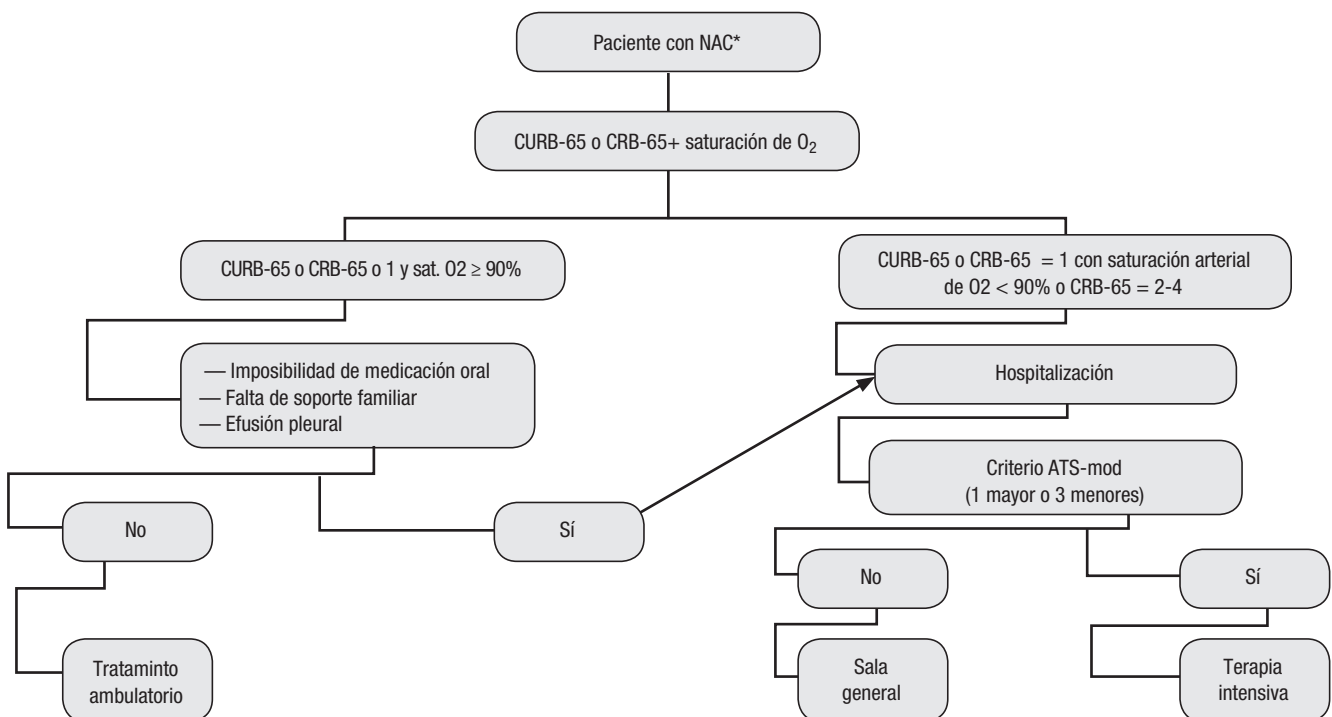 Paciente con NAC*
CURB-65 o CRB-65+ saturación de O₂
CURB-65 o CRB-65 o 1 y sat. O2 ≥ 90%
CURB-65 o CRB-65 = 1 con saturación arterial
de O2 < 90% o CRB-65 = 2-4
— Imposibilidad de medicación oral
— Falta de soporte familiar
— Efusión pleural
Hospitalización
Criterio ATS-mod
(1 mayor o 3 menores)
No
Sí
No
Sí
Trataminto
ambulatorio
Sala
general
Terapia
intensiva